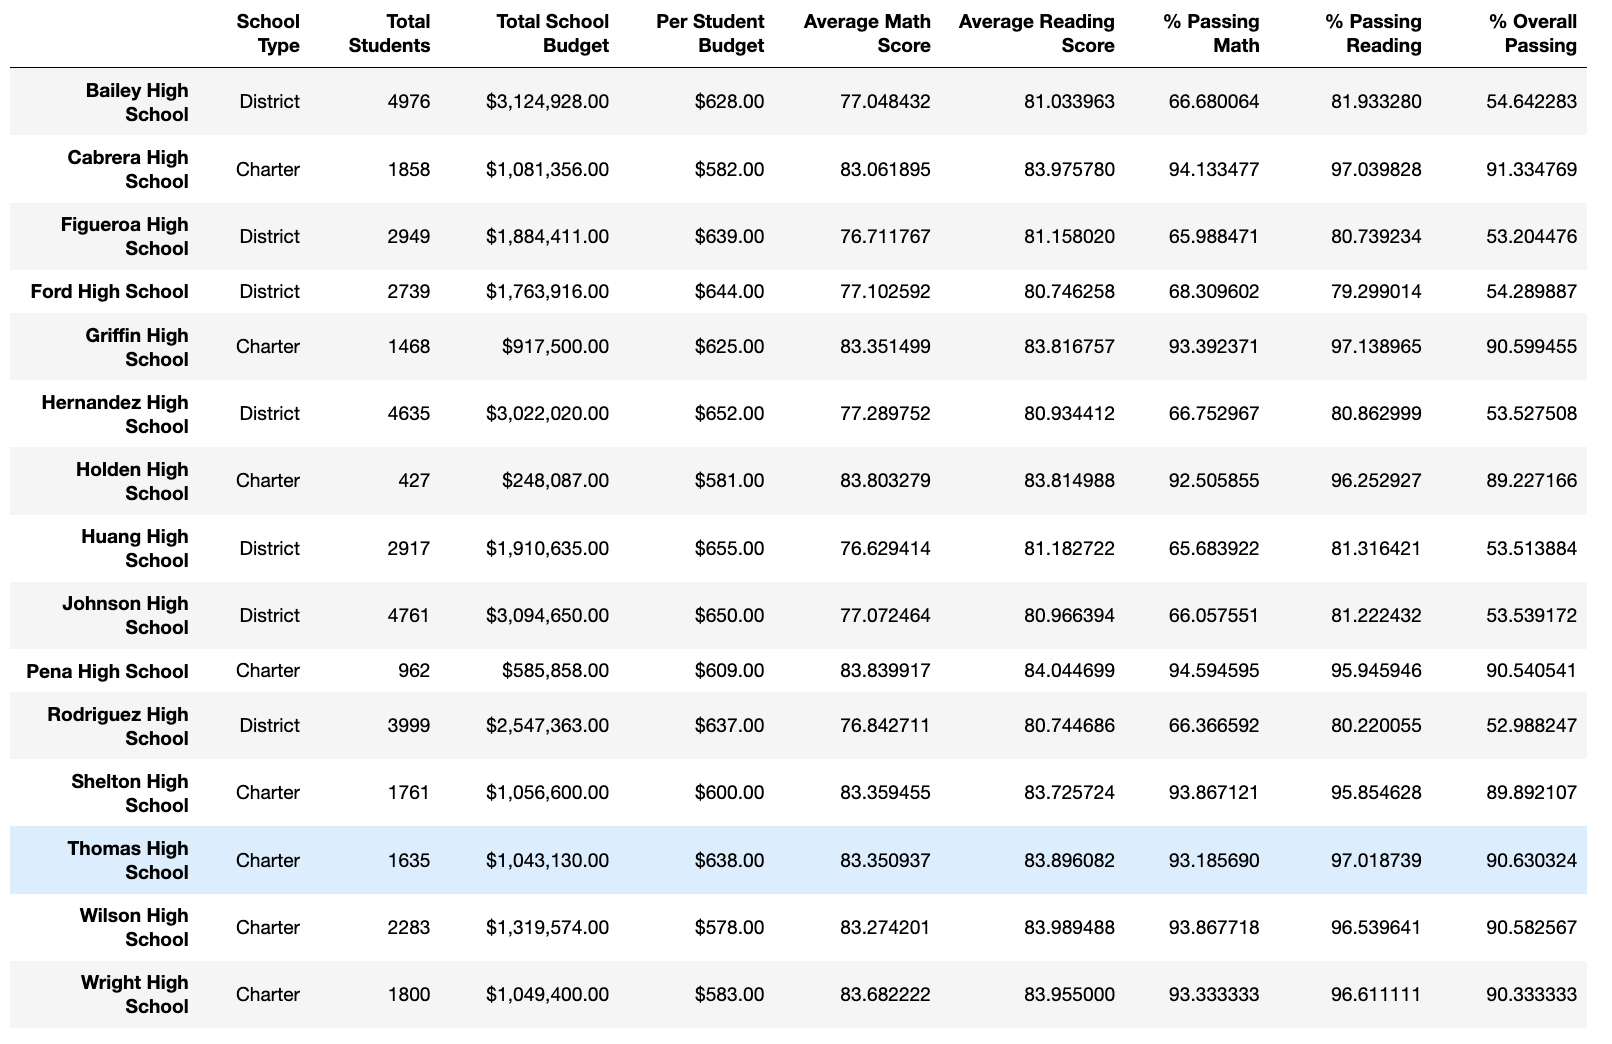 School Type Total Students Total School Budget Per Student Budget Average Math Score Average Reading Score % Passing Math % Passing Reading % Overall Passing
Bailey High School District 4976 $3,124,928.00 $628.00 77.048432 81.033963 66.680064 81.933280 54.642283
Cabrera High School Charter 1858 $1,081,356.00 $582.00 83.061895 83.975780 94.133477 97.039828 91.334769
Figueroa High School District 2949 $1,884,411.00 $639.00 76.711767 81.158020 65.988471 80.739234 53.204476
Ford High School District 2739 $1,763,916.00 $644.00 77.102592 80.746258 68.309602 79.299014 54.289887
Griffin High School Charter 1468 $917,500.00 $625.00 83.351499 83.816757 93.392371 97.138965 90.599455
Hernandez High School District 4635 $3,022,020.00 $652.00 77.289752 80.934412 66.752967 80.862999 53.527508
Holden High School Charter 427 $248,087.00 $581.00 83.803279 83.814988 92.505855 96.252927 89.227166
Huang High School District 2917 $1,910,635.00 $655.00 76.629414 81.182722 65.683922 81.316421 53.513884
Johnson High School District 4761 $3,094,650.00 $650.00 77.072464 80.966394 66.057551 81.222432 53.539172
Pena High School Charter 962 $585,858.00 $609.00 83.839917 84.044699 94.594595 95.945946 90.540541
Rodriguez High School District 3999 $2,547,363.00 $637.00 76.842711 80.744686 66.366592 80.220055 52.988247
Shelton High School Charter 1761 $1,056,600.00 $600.00 83.359455 83.725724 93.867121 95.854628 89.892107
Thomas High School Charter 1635 $1,043,130.00 $638.00 83.350937 83.896082 93.185690 97.018739 90.630324
Wilson High School Charter 2283 $1,319,574.00 $578.00 83.274201 83.989488 93.867718 96.539641 90.582567
Wright High School Charter 1800 $1,049,400.00 $583.00 83.682222 83.955000 93.333333 96.611111 90.333333